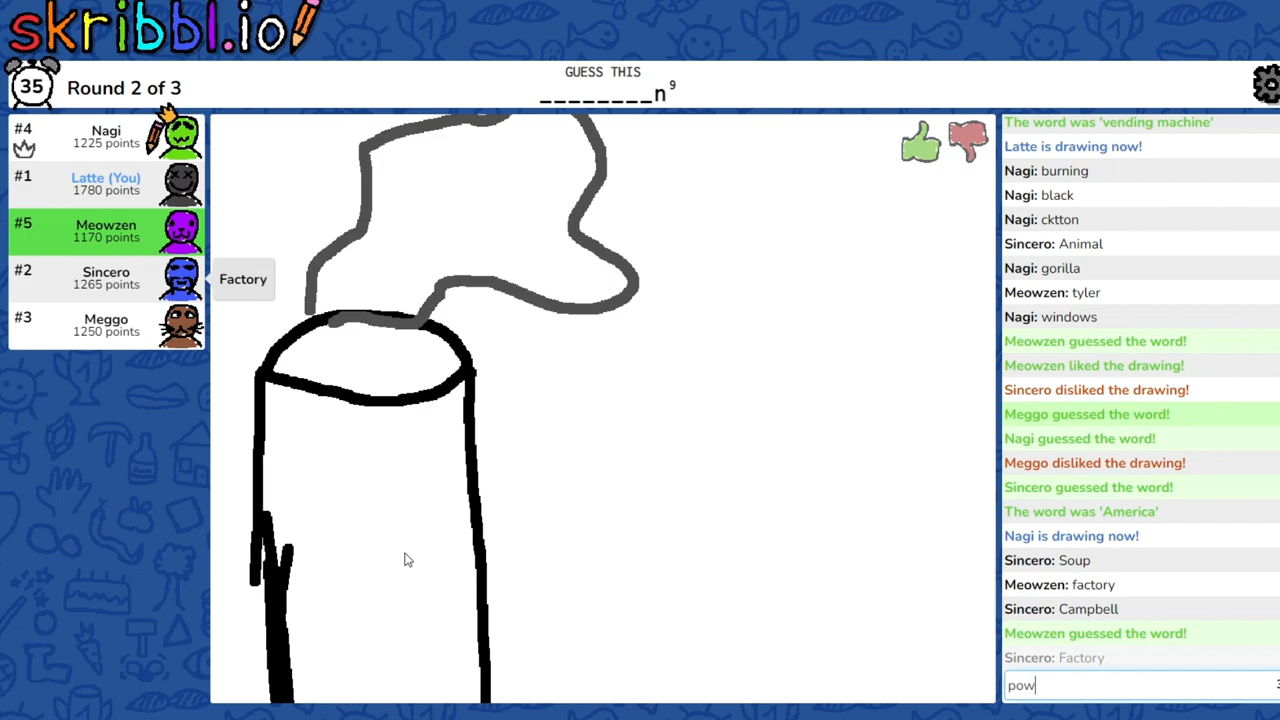 skribbl.io
35
Round 2 of 3
GUESS THIS
________n 9
#4
Nagi
1225 points
#1
Latte (You)
1780 points
#5
Meowzen
1170 points
#2
Sincero
1265 points
Factory
#3
Meggo
1250 points
The word was 'vending machine'
Latte is drawing now!
Nagi: burning
Nagi: black
Nagi: cktton
Sincero: Animal
Nagi: gorilla
Meowzen: tyler
Nagi: windows
Meowzen guessed the word!
Meowzen liked the drawing!
Sincero disliked the drawing!
Meggo guessed the word!
Nagi guessed the word!
Meggo disliked the drawing!
Sincero guessed the word!
The word was 'America'
Nagi is drawing now!
Sincero: Soup
Meowzen: factory
Sincero: Campbell
Meowzen guessed the word!
Sincero: Factory
pow